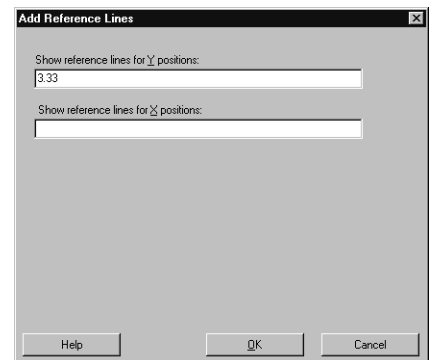 Add Reference Lines
Show reference lines for Y positions:
3.33
Show reference lines for X positions:
Help OK Cancel